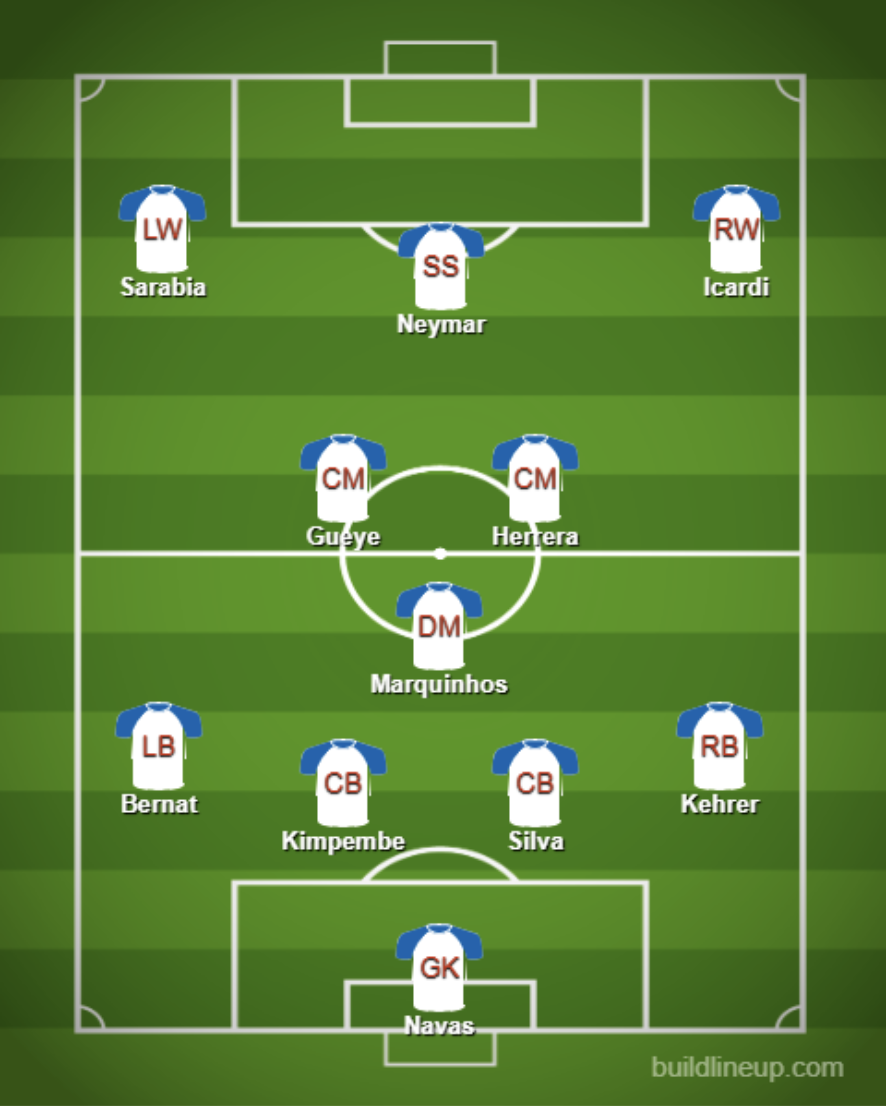 LW
Sarabia
SS
Neymar
RW
Icardi
CM
Gueye
CM
Herrera
DM
Marquinhos
LB
Bernat
CB
Kimpembe
CB
Silva
RB
Kehrer
GK
Navas
buildlineup.com